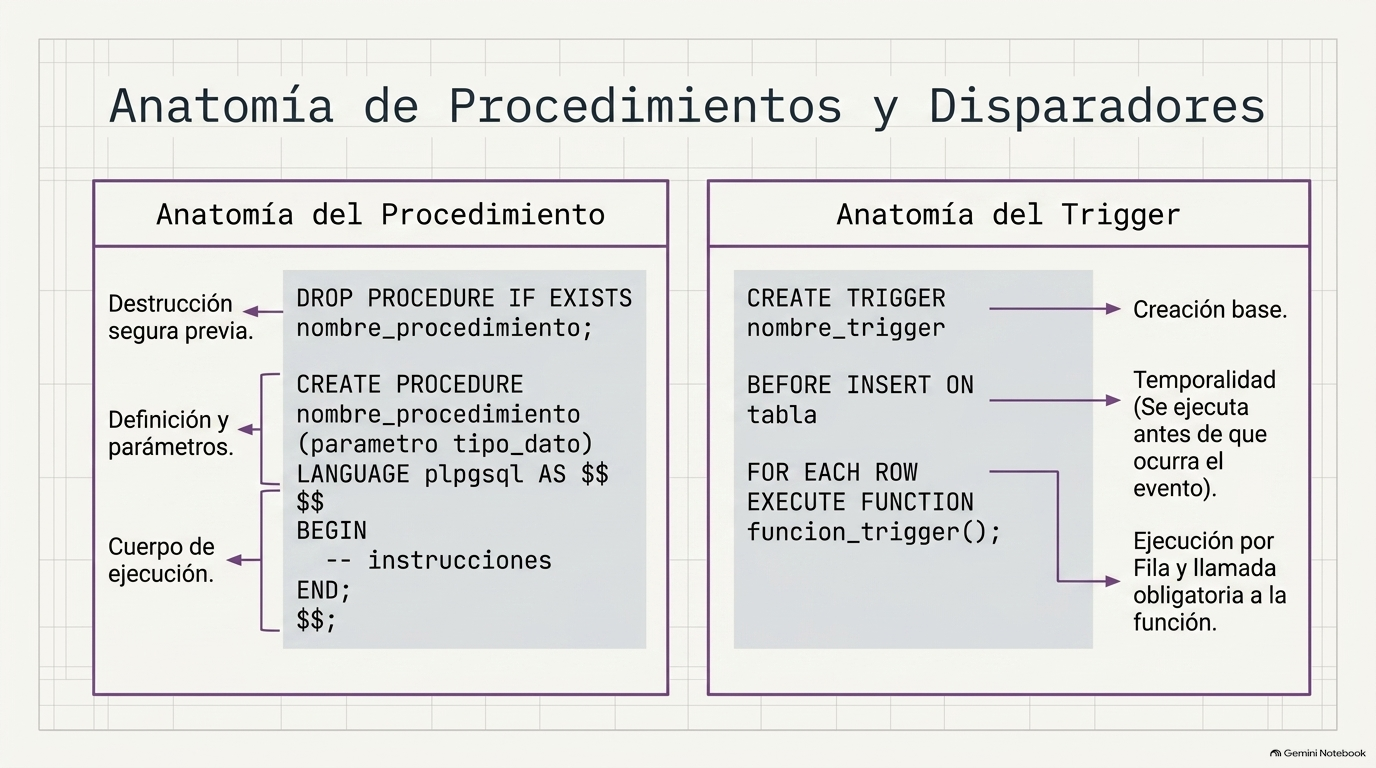 Anatomía de Procedimientos y Disparadores
Anatomía del Procedimiento
Destrucción
segura previa.
DROP PROCEDURE IF EXISTS
nombre_procedimiento;
Definición y
parámetros.
CREATE PROCEDURE
nombre_procedimiento
(parametro tipo_dato)
LANGUAGE plpgsql AS $$
$$
Cuerpo de
ejecución.
BEGIN
-- instrucciones
END;
$$;
Anatomía del Trigger
CREATE TRIGGER
nombre_trigger
Creación base.
BEFORE INSERT ON
tabla
Temporalidad
(Se ejecuta
antes de que
ocurra el
evento).
FOR EACH ROW
EXECUTE FUNCTION
funcion_trigger();
Ejecución por
Fila y llamada
obligatoria a la
función.
Gemini Notebook